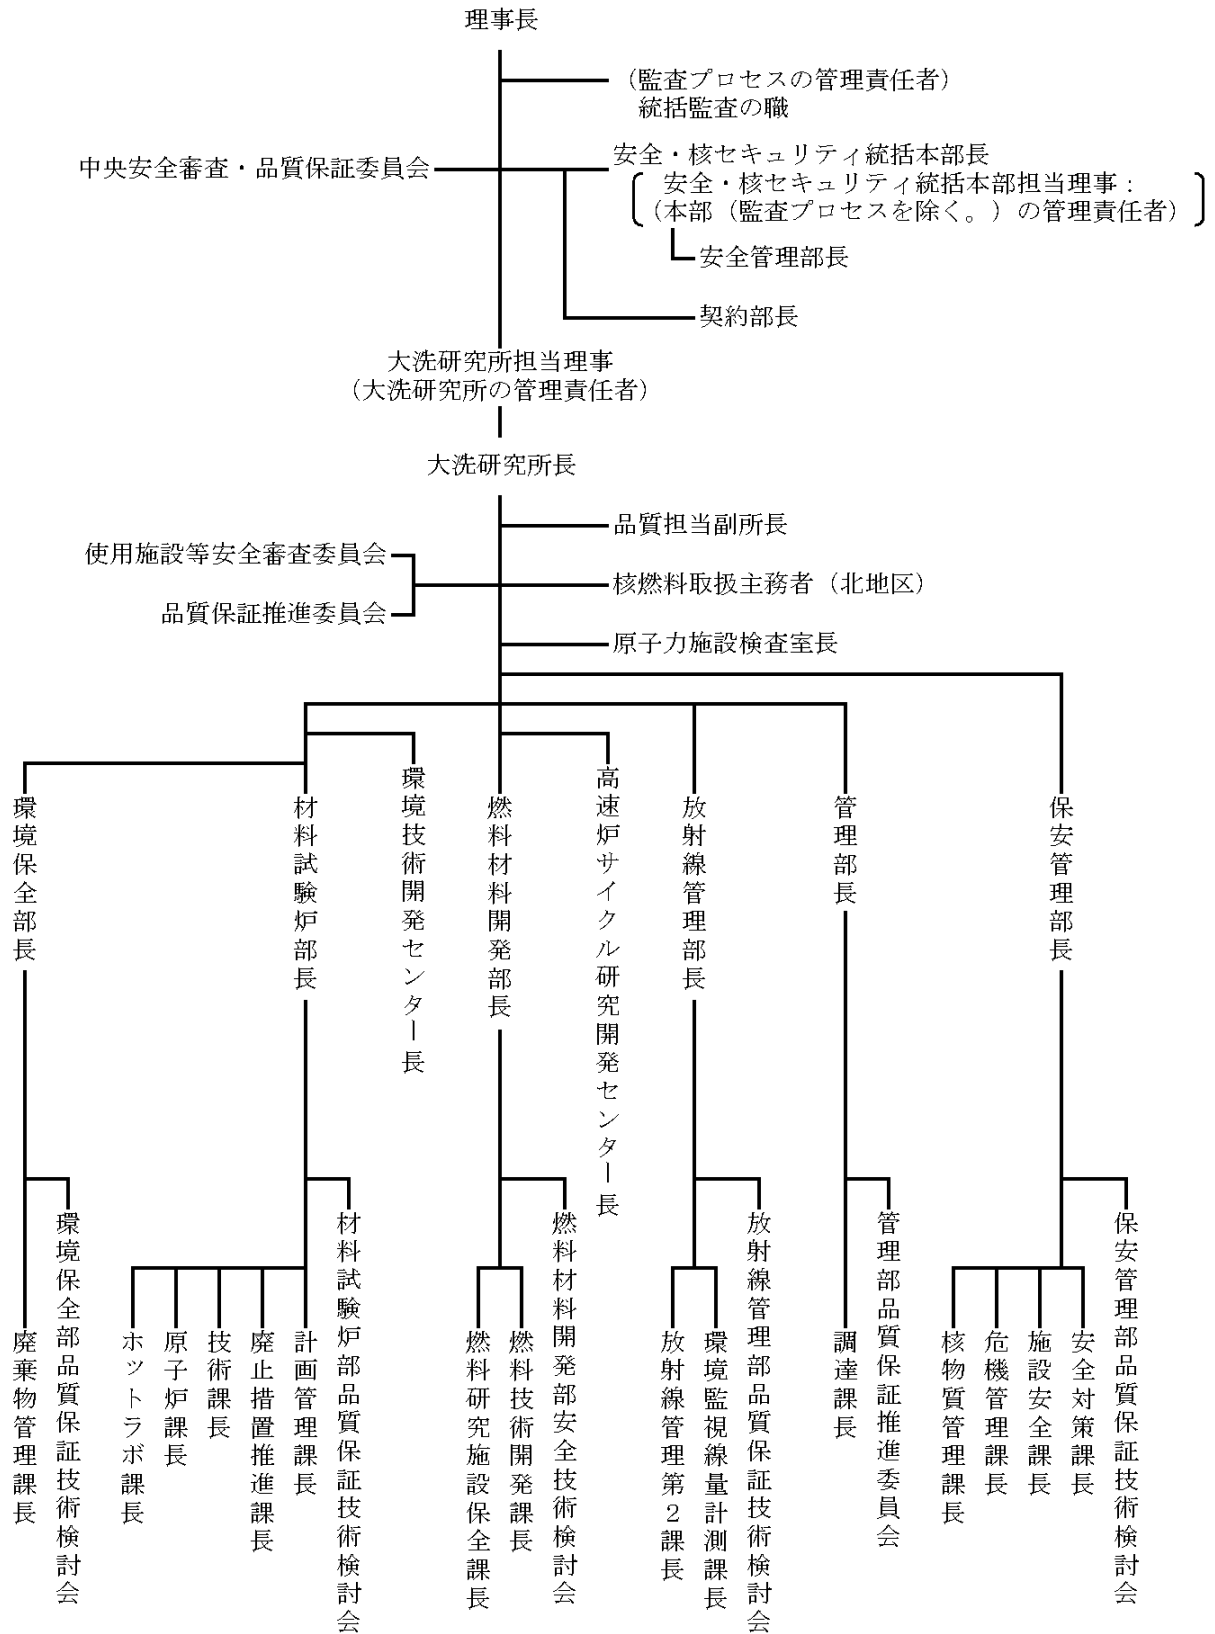 理事長
（監査プロセスの管理責任者）
統括監査の職
中央安全審査・品質保証委員会
安全・核セキュリティ統括本部長
安全・核セキュリティ統括本部担当理事：
（本部（監査プロセスを除く。）の管理責任者）
安全管理部長
契約部長
大洗研究所担当理事
（大洗研究所の管理責任者）
大洗研究所長
品質担当副所長
使用施設等安全審査委員会
核燃料取扱主務者（北地区）
品質保証推進委員会
原子力施設検査室長
環境保全部長
材料試験炉部長
環境技術開発センター長
燃料材料開発部長
高速炉サイクル研究開発センター長
放射線管理部長
管理部長
保安管理部長
廃棄物管理課長
環境保全部品質保証技術検討会
ホットラボ課長
原子炉課長
技術課長
廃止措置推進課長
計画管理課長
材料試験炉部品質保証技術検討会
燃料研究施設保全課長
燃料技術開発課長
燃料材料開発部安全技術検討会
放射線管理第２課長
環境監視線量計測課長
放射線管理部品質保証技術検討会
調達課長
管理部品質保証推進委員会
核物質管理課長
危機管理課長
施設安全課長
安全対策課長
保安管理部品質保証技術検討会